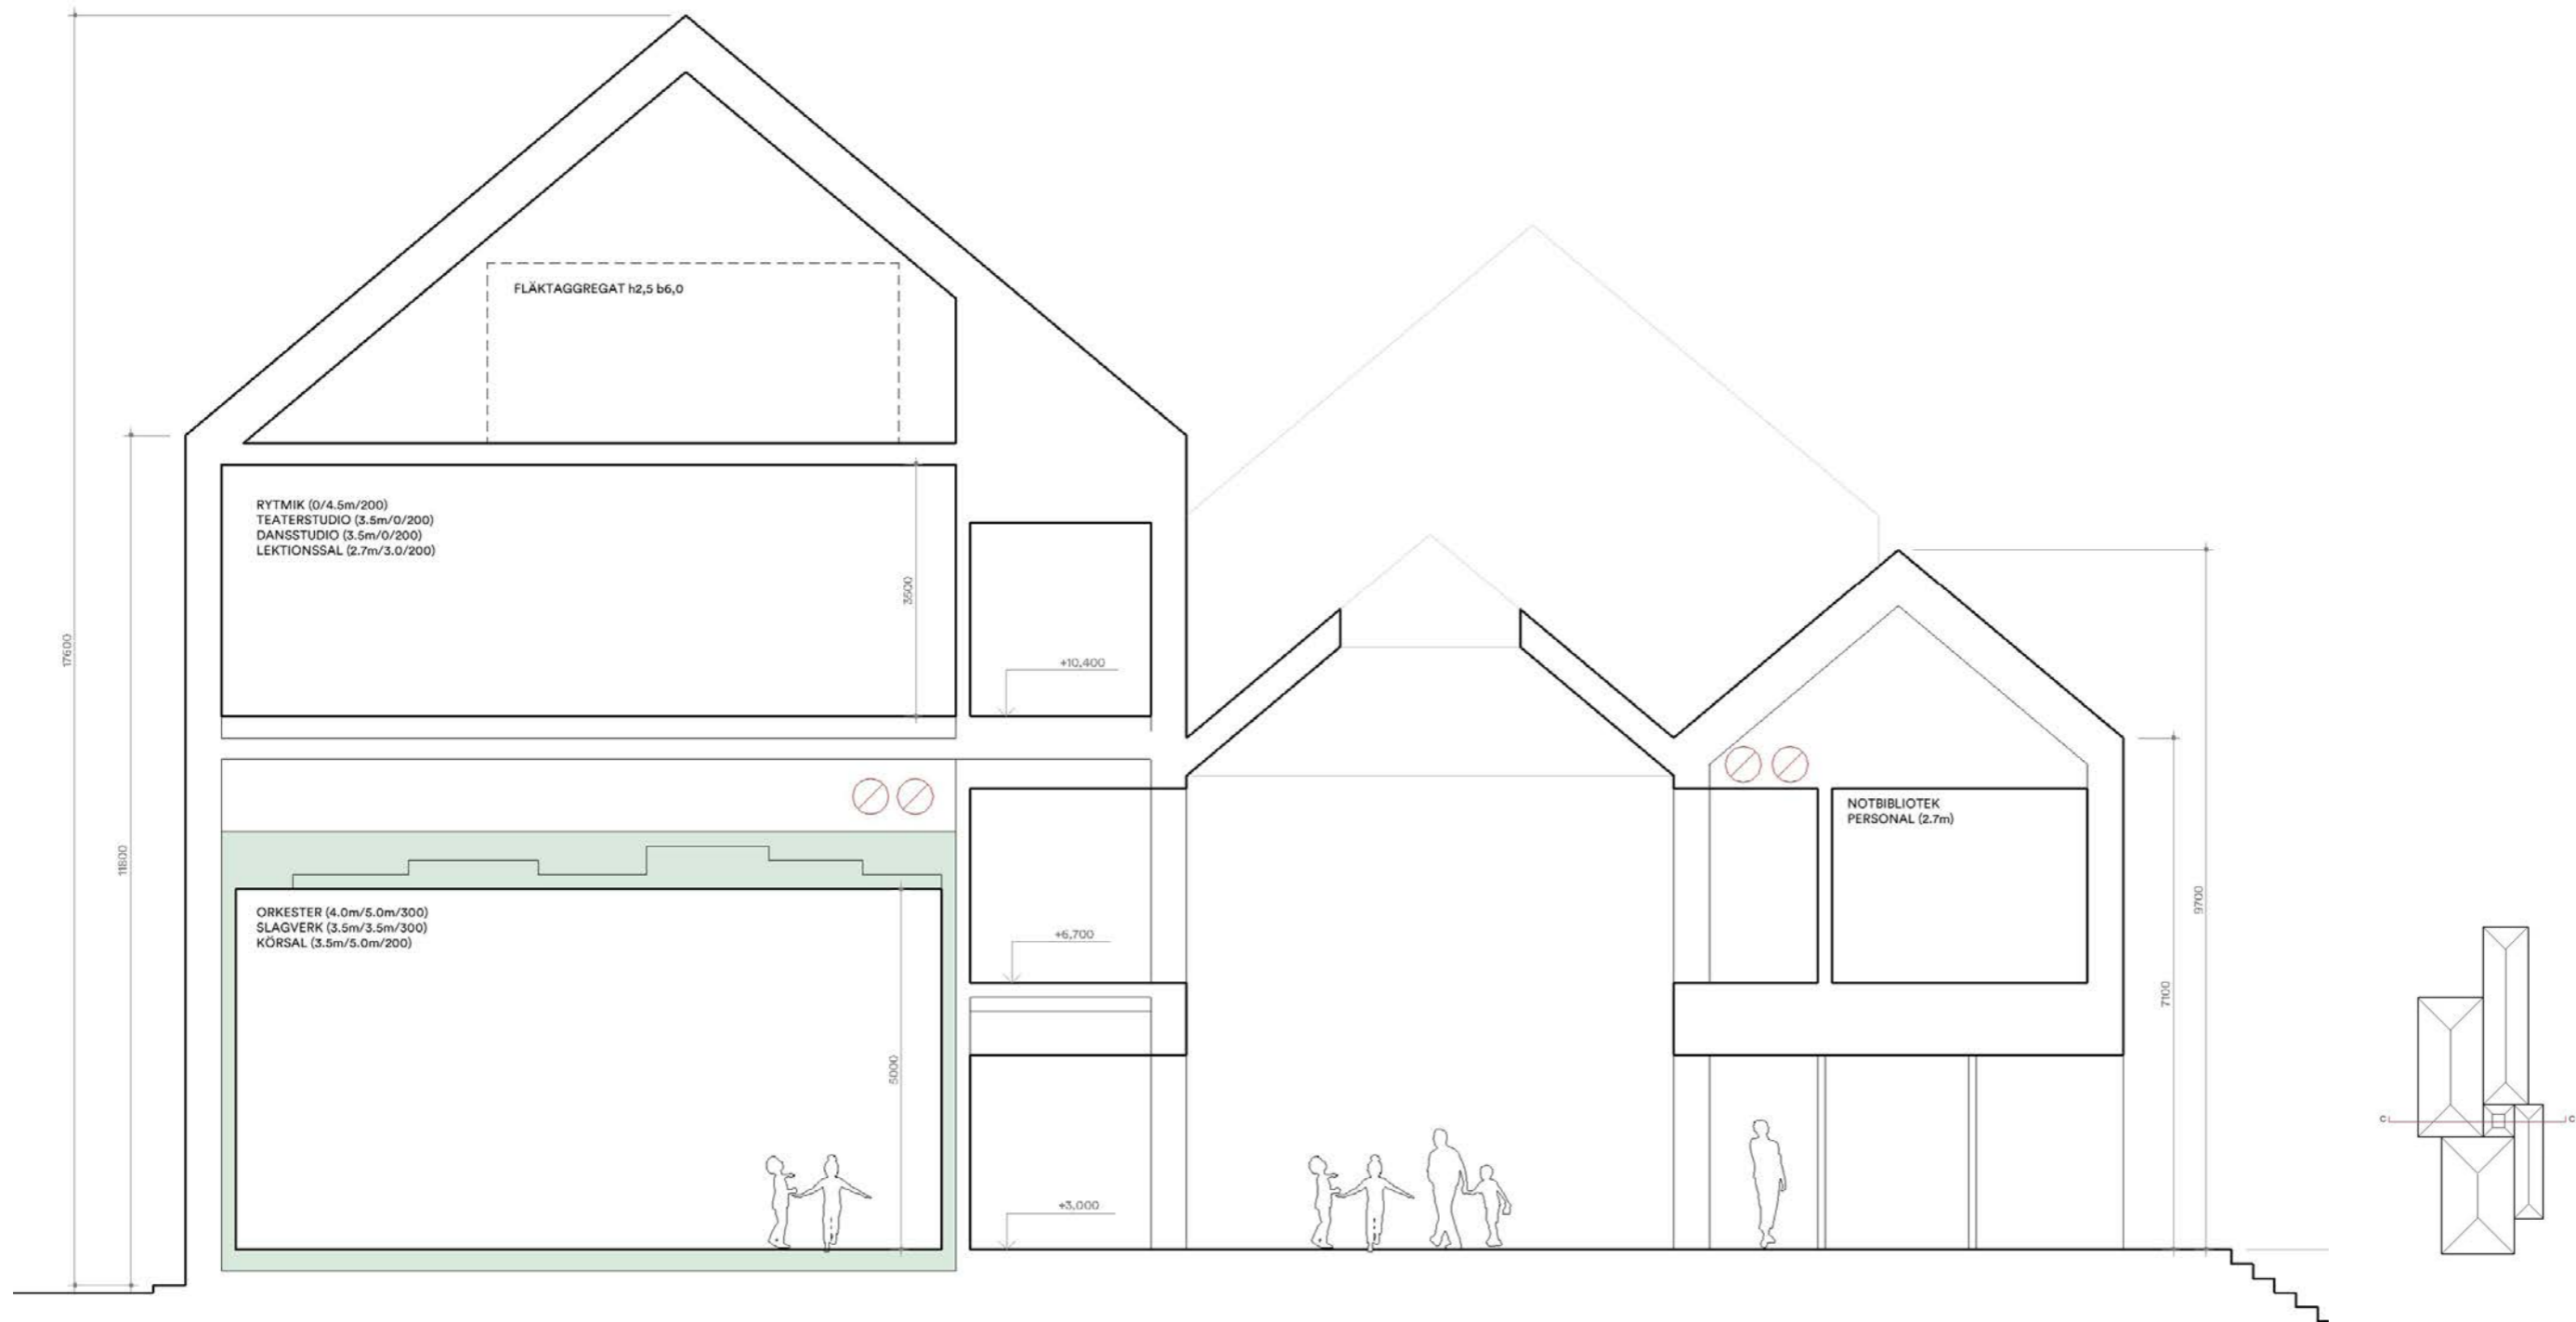 FLÄKTAGGREGAT h2,5 b6,0
RYTMIK (0/4.5m/200)
TEATERSTUDIO (3.5m/0/200)
DANSSTUDIO (3.5m/0/200)
LEKTIONSSAL (2.7m/3.0/200)
3500
+10,400
17600
11800
NOTBIBLIOTEK
PERSONAL (2.7m)
ORKESTER (4.0m/5.0m/300)
SLAGVERK (3.5m/3.5m/300)
KÖRSAL (3.5m/5.0m/200)
+6,700
5000
+3,000
9700
7100
C
C